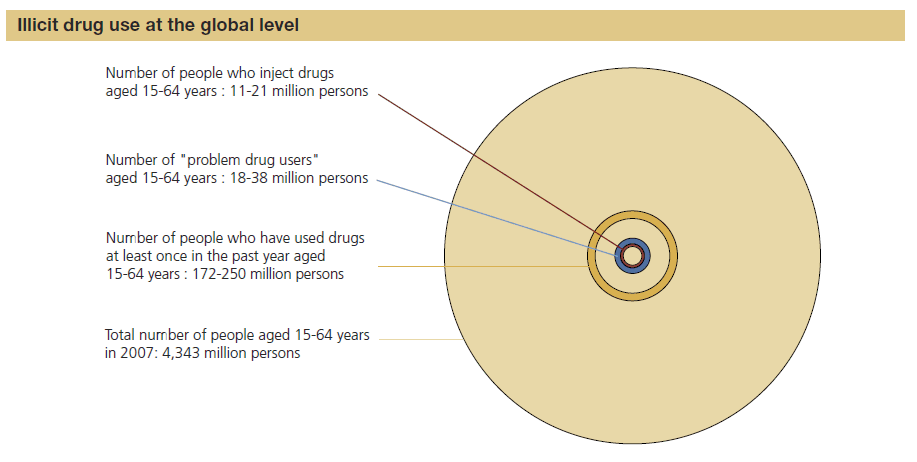 Illicit drug use at the global level
Number of people who inject drugs
aged 15-64 years : 11-21 million persons
Number of "problem drug users"
aged 15-64 years : 18-38 million persons
Number of people who have used drugs
at least once in the past year aged
15-64 years : 172-250 million persons
Total number of people aged 15-64 years
in 2007: 4,343 million persons